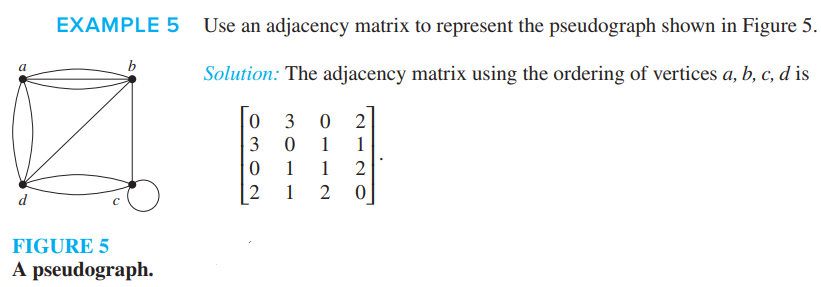 EXAMPLE 5 Use an adjacency matrix to represent the pseudograph shown in Figure 5.
Solution: The adjacency matrix using the ordering of vertices a, b, c, d is
a b
d c
0 3 0 2
3 0 1 1
0 1 1 2
2 1 2 0 .
FIGURE 5
A pseudograph.